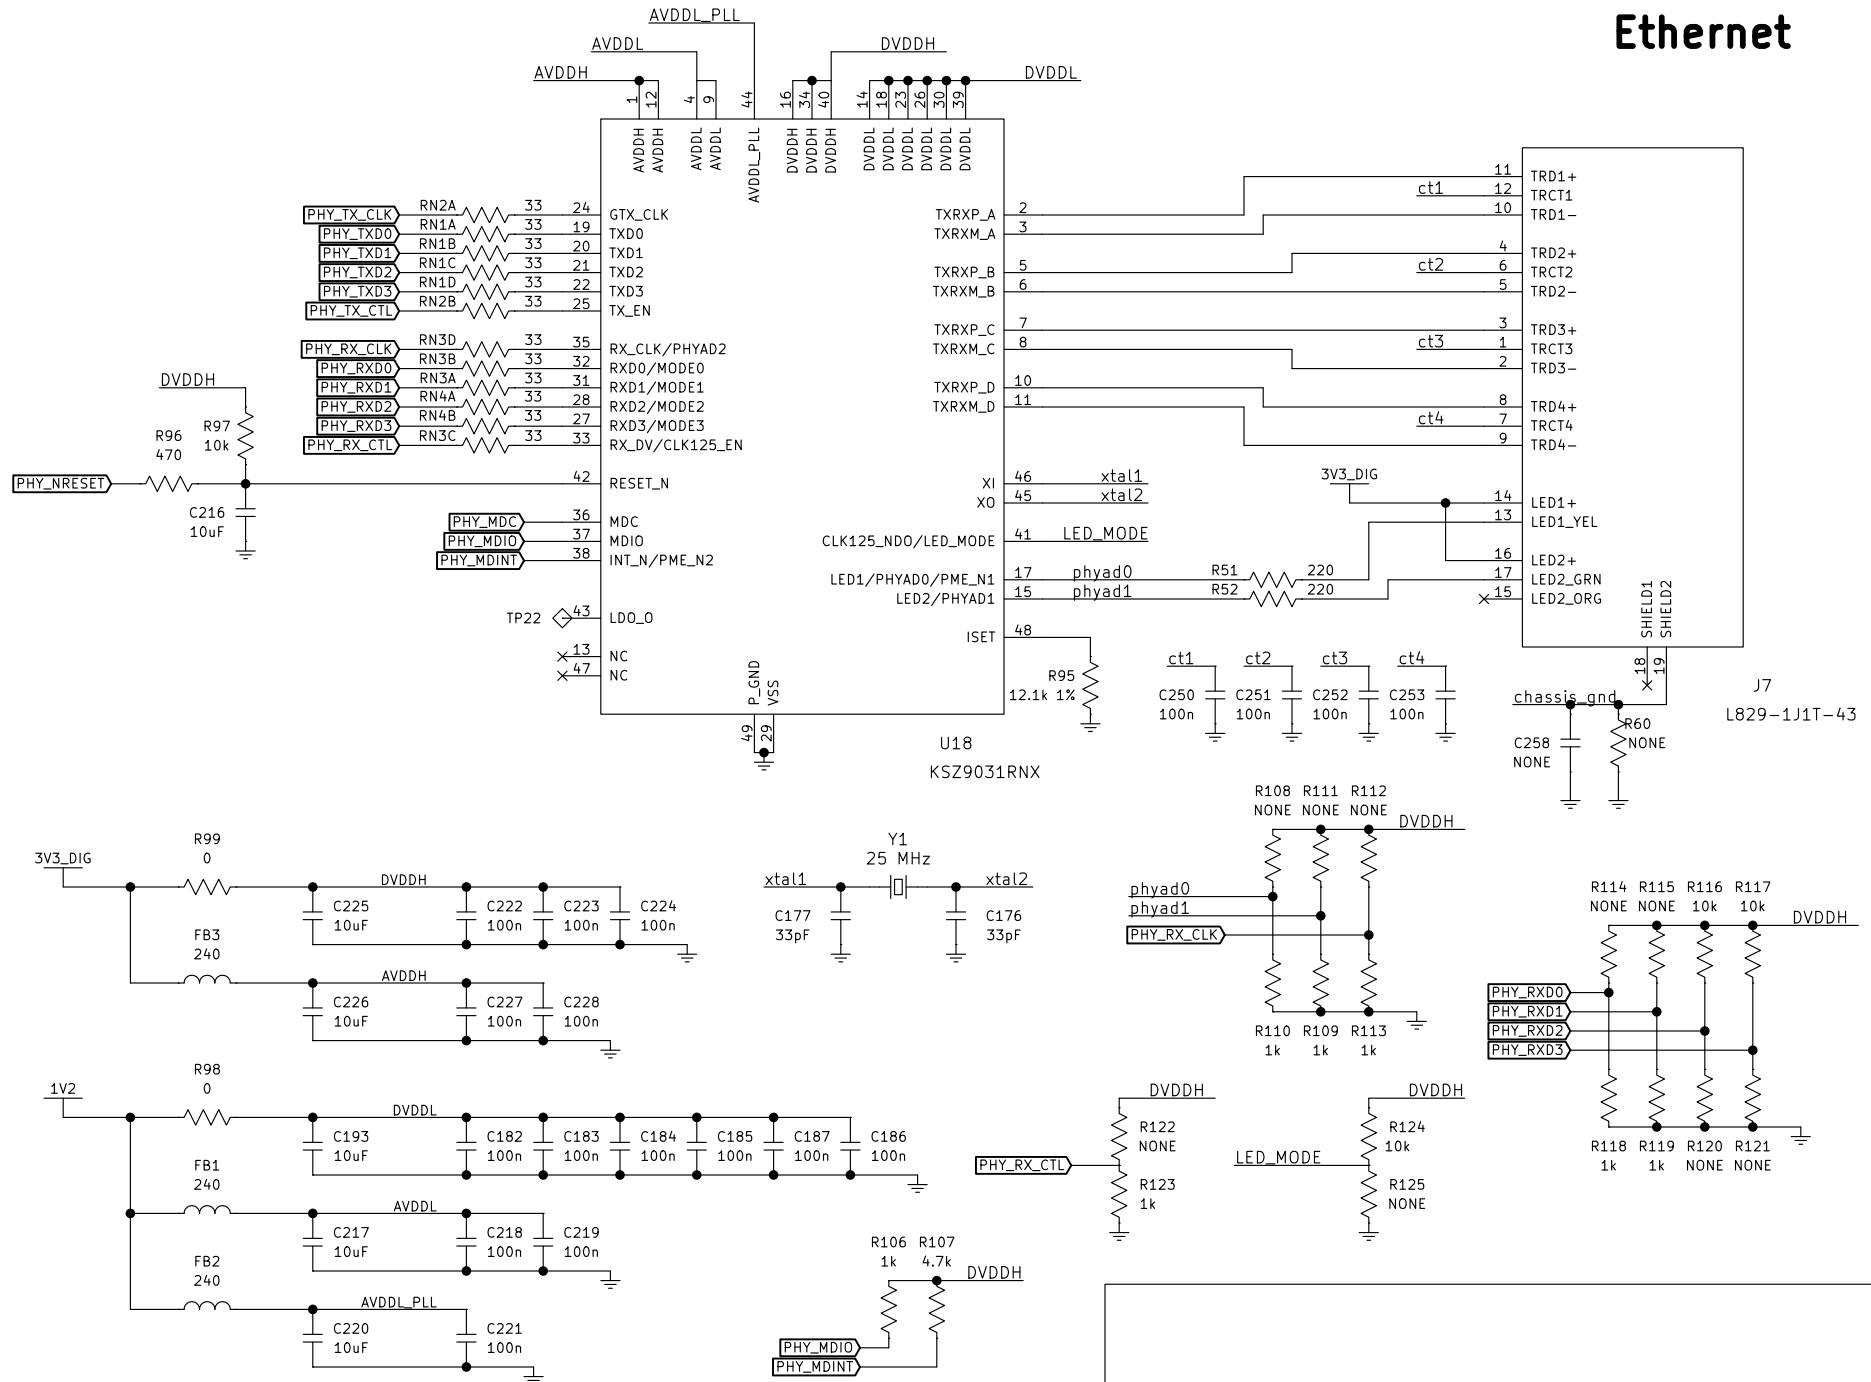 Ethernet
AVDDL_PLL
AVDDL
DVDDH
AVDDH
DVDDL
1 12 4 9 44 16 34 40 14 18 23 26 30 39
AVDDH AVDDH AVDDL AVDDL AVDDL_PLL DVDDH DVDDH DVDDH DVDDL DVDDL DVDDL DVDDL DVDDL DVDDL
PHY_TX_CLK RN2A 33 24 GTX_CLK
PHY_TXD0 RN1A 33 19 TXD0
PHY_TXD1 RN1B 33 20 TXD1
PHY_TXD2 RN1C 33 21 TXD2
PHY_TXD3 RN1D 33 22 TXD3
PHY_TX_CTL RN2B 33 25 TX_EN
PHY_RX_CLK RN3D 33 35 RX_CLK/PHYAD2
PHY_RXD0 RN3B 33 32 RXD0/MODE0
PHY_RXD1 RN3A 33 31 RXD1/MODE1
PHY_RXD2 RN4A 33 28 RXD2/MODE2
PHY_RXD3 RN4B 33 27 RXD3/MODE3
PHY_RX_CTL RN3C 33 33 RX_DV/CLK125_EN
DVDDH
R97
10k
R96
470
PHY_NRESET 42 RESET_N
C216
10uF
PHY_MDC 36 MDC
PHY_MDIO 37 MDIO
PHY_MDINT 38 INT_N/PME_N2
TP22 43 LDO_O
13 NC
47 NC
P_GND VSS
49 29
TXRXP_A 2
TXRXM_A 3
TXRXP_B 5
TXRXM_B 6
TXRXP_C 7
TXRXM_C 8
TXRXP_D 10
TXRXM_D 11
XI 46 xtal1
XO 45 xtal2
CLK125_NDO/LED_MODE 41 LED_MODE
LED1/PHYAD0/PME_N1 17 phyad0 R51 220
LED2/PHYAD1 15 phyad1 R52 220
ISET 48
R95
12.1k 1%
U18
KSZ9031RNX
11 TRD1+
ct1 12 TRCT1
10 TRD1-
4 TRD2+
ct2 6 TRCT2
5 TRD2-
3 TRD3+
ct3 1 TRCT3
2 TRD3-
8 TRD4+
ct4 7 TRCT4
9 TRD4-
3V3_DIG
14 LED1+
13 LED1_YEL
16 LED2+
17 LED2_GRN
15 LED2_ORG
SHIELD1 SHIELD2
18 19
J7
L829-1J1T-43
chassis_gnd
C258
NONE
R60
NONE
ct1 ct2 ct3 ct4
C250 C251 C252 C253
100n 100n 100n 100n
3V3_DIG
R99
0
DVDDH
C225 C222 C223 C224
10uF 100n 100n 100n
FB3
240
AVDDH
C226 C227 C228
10uF 100n 100n
1V2
R98
0
DVDDL
C193 C182 C183 C184 C185 C187 C186
10uF 100n 100n 100n 100n 100n 100n
FB1
240
AVDDL
C217 C218 C219
10uF 100n 100n
FB2
240
AVDDL_PLL
C220 C221
10uF 100n
Y1
25 MHz
xtal1 xtal2
C177 C176
33pF 33pF
R108 R111 R112
NONE NONE NONE
DVDDH
phyad0
phyad1
PHY_RX_CLK
R110 R109 R113
1k 1k 1k
R114 R115 R116 R117
NONE NONE 10k 10k
DVDDH
PHY_RXD0
PHY_RXD1
PHY_RXD2
PHY_RXD3
R118 R119 R120 R121
1k 1k NONE NONE
DVDDH
R122
NONE
PHY_RX_CTL
R123
1k
DVDDH
R124
10k
LED_MODE
R125
NONE
R106 R107
1k 4.7k
DVDDH
PHY_MDIO
PHY_MDINT